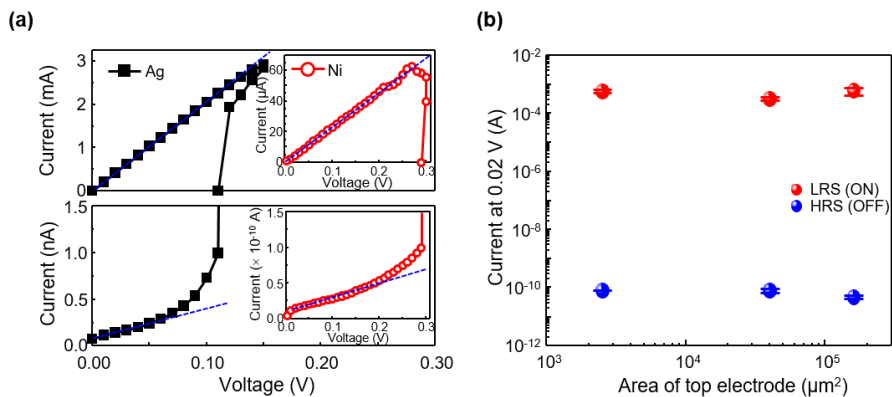 (a)
3
2
1
0
Current (mA)
Ag
Ni
60
40
20
0
Current (µA)
0.0
0.1
0.2
0.3
Voltage (V)
1.5
1.0
0.5
0.0
Current (nA)
1.5
1.0
0.5
0.0
Current (× 10⁻¹⁰ A)
0.0
0.1
0.2
0.3
Voltage (V)
0.00
0.10
0.20
0.30
Voltage (V)
(b)
10⁻²
10⁻⁴
10⁻⁶
10⁻⁸
10⁻¹⁰
10⁻¹²
Current at 0.02 V (A)
LRS (ON)
HRS (OFF)
10³
10⁴
10⁵
Area of top electrode (µm²)